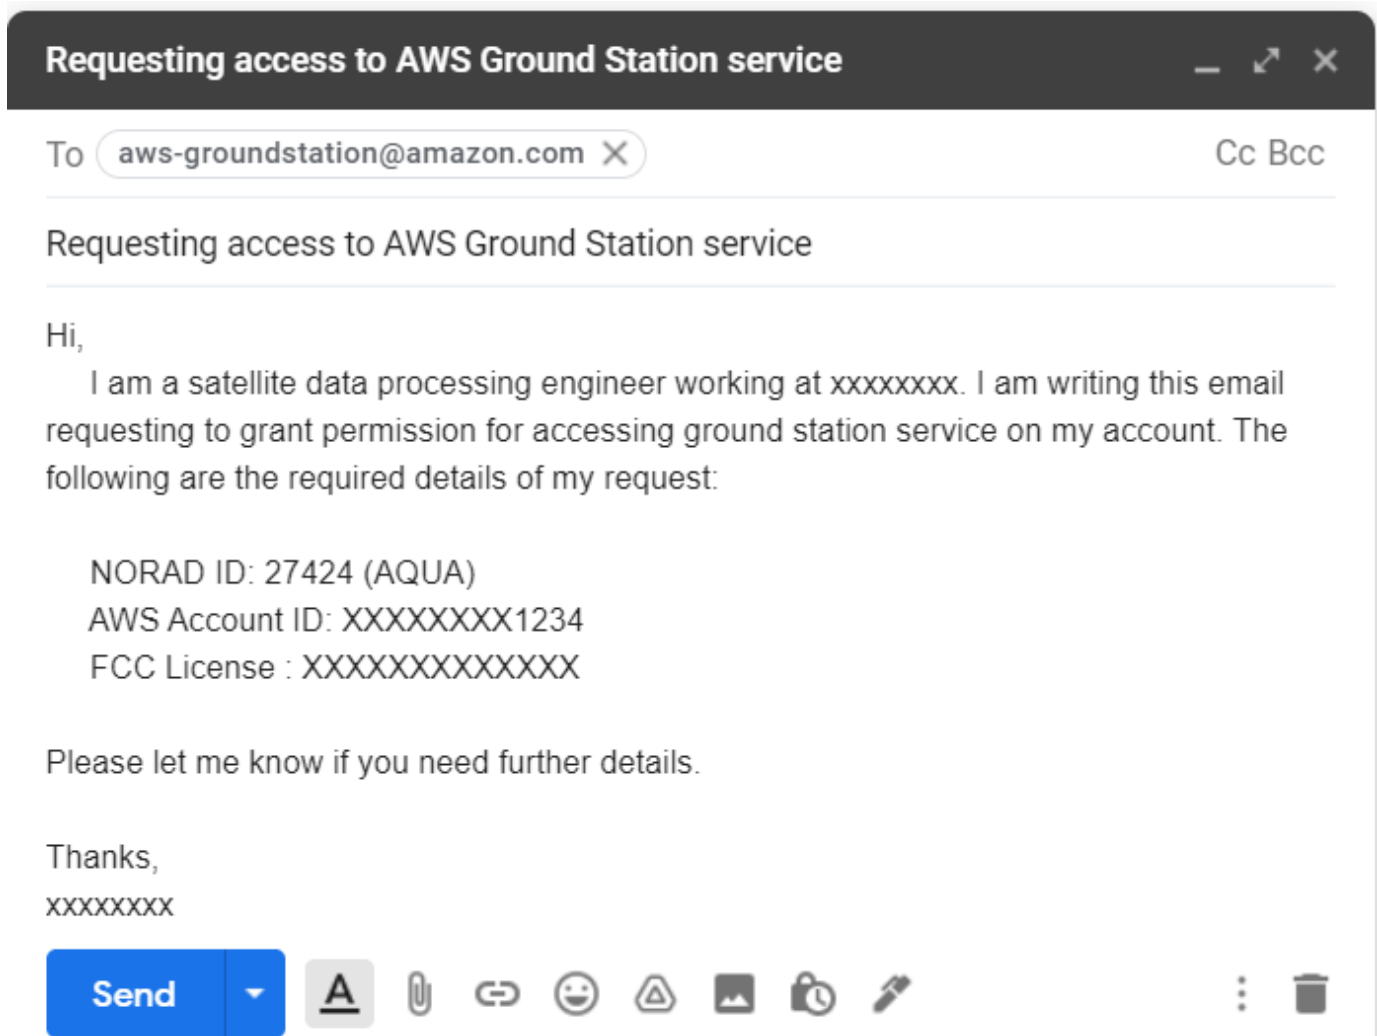 Requesting access to AWS Ground Station service
To aws-groundstation@amazon.com Cc Bcc
Requesting access to AWS Ground Station service
Hi,
I am a satellite data processing engineer working at xxxxxxxx. I am writing this email
requesting to grant permission for accessing ground station service on my account. The
following are the required details of my request:
NORAD ID: 27424 (AQUA)
AWS Account ID: XXXXXXXX1234
FCC License : XXXXXXXXXXXXX
Please let me know if you need further details.
Thanks,
xxxxxxxx
Send A